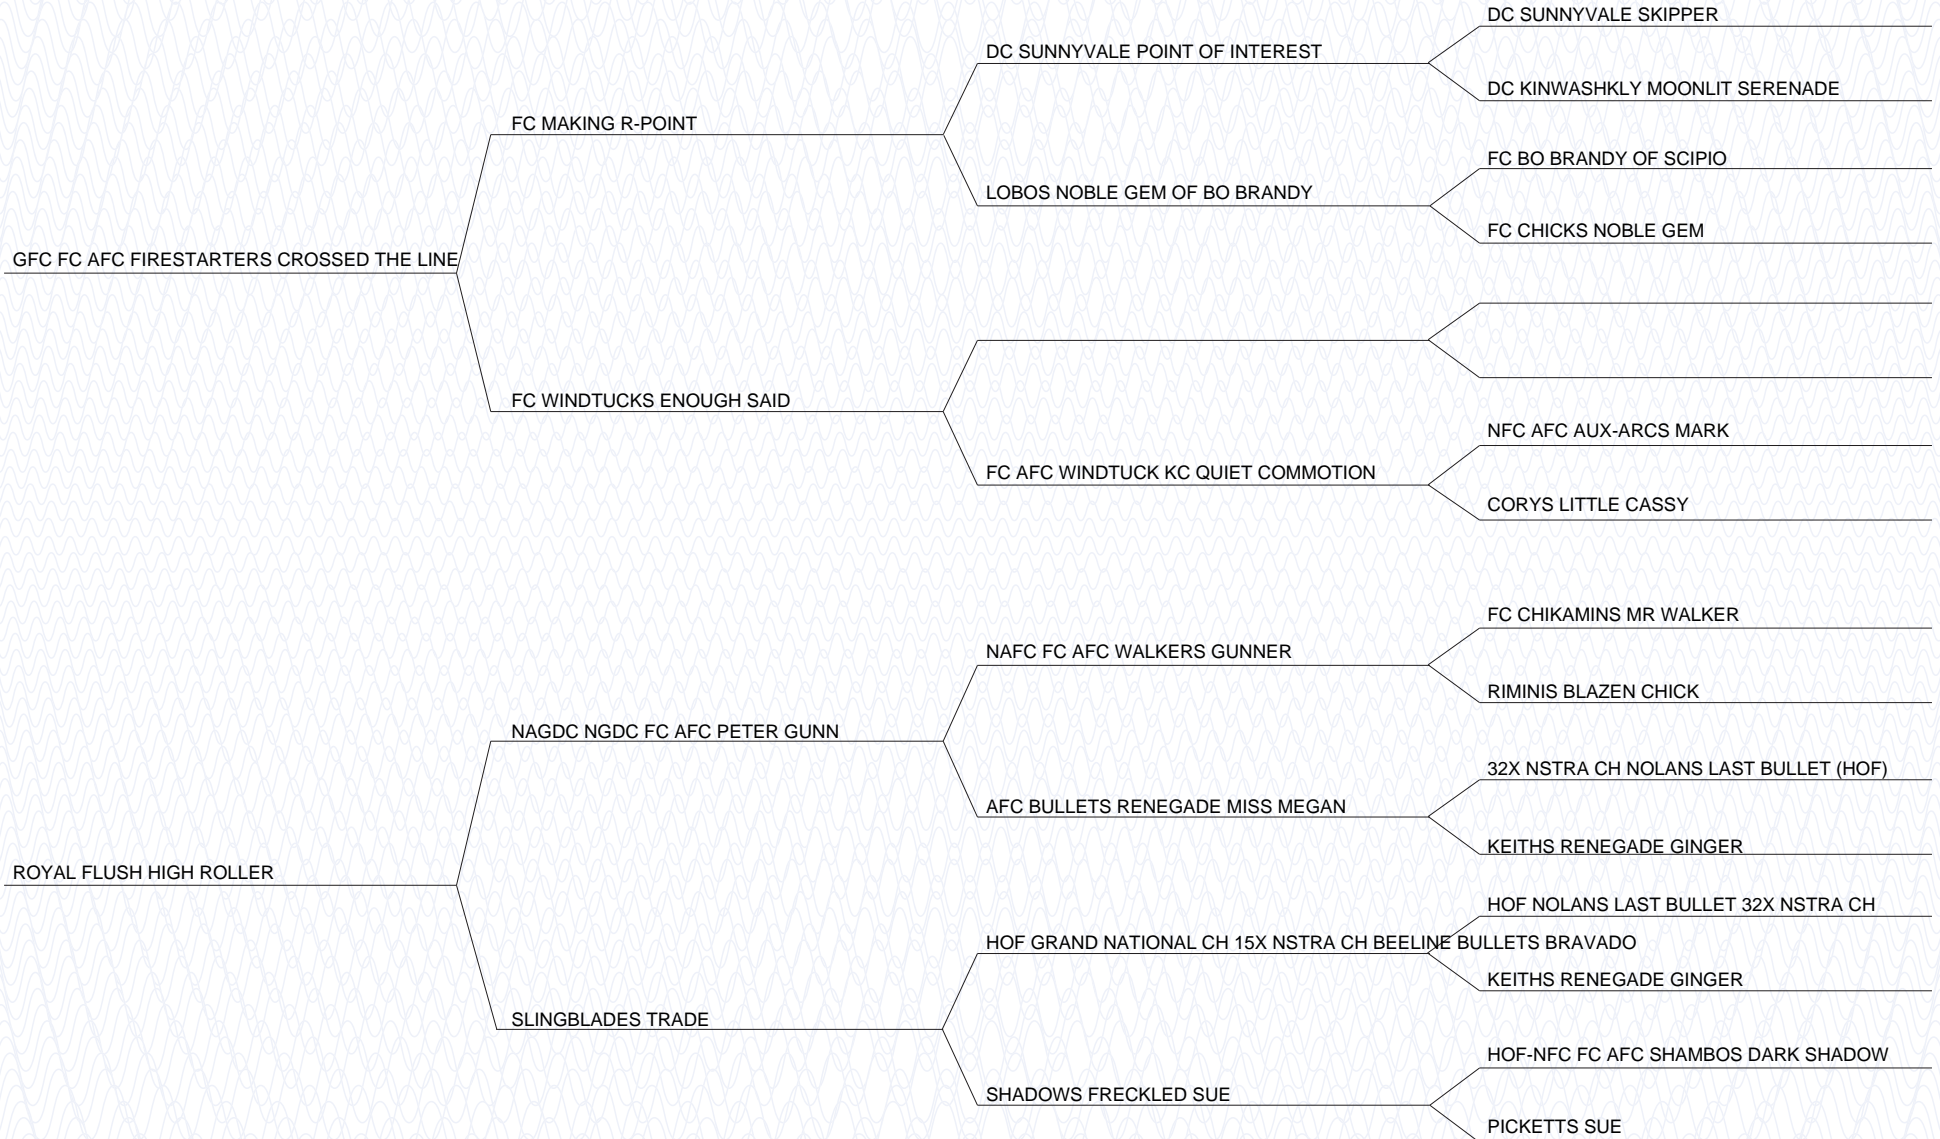 DC SUNNYVALE SKIPPER
DC SUNNYVALE POINT OF INTEREST
DC KINWASHKLY MOONLIT SERENADE
FC MAKING R-POINT
FC BO BRANDY OF SCIPIO
LOBOS NOBLE GEM OF BO BRANDY
FC CHICKS NOBLE GEM
GFC FC AFC FIRESTARTERS CROSSED THE LINE
FC WINDTUCKS ENOUGH SAID
NFC AFC AUX-ARCS MARK
FC AFC WINDTUCK KC QUIET COMMOTION
CORYS LITTLE CASSY
FC CHIKAMINS MR WALKER
NAFC FC AFC WALKERS GUNNER
RIMINIS BLAZEN CHICK
NAGDC NGDC FC AFC PETER GUNN
32X NSTRA CH NOLANS LAST BULLET (HOF)
AFC BULLETS RENEGADE MISS MEGAN
KEITHS RENEGADE GINGER
ROYAL FLUSH HIGH ROLLER
HOF NOLANS LAST BULLET 32X NSTRA CH
HOF GRAND NATIONAL CH 15X NSTRA CH BEELINE BULLETS BRAVADO
KEITHS RENEGADE GINGER
SLINGBLADES TRADE
HOF-NFC FC AFC SHAMBOS DARK SHADOW
SHADOWS FRECKLED SUE
PICKETTS SUE